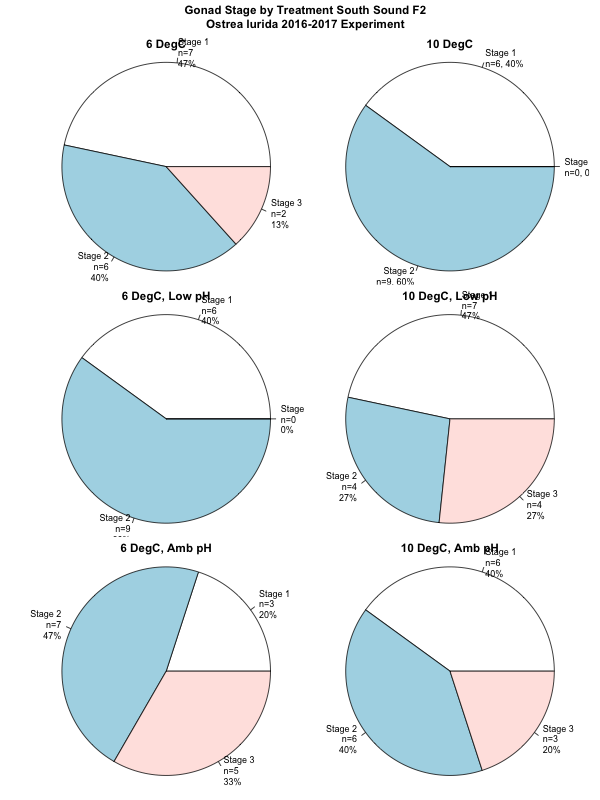 Gonad Stage by Treatment South Sound F2
Ostrea lurida 2016-2017 Experiment
6 DegC
Stage 1
n=7
47%
Stage 2
n=6
40%
Stage 3
n=2
13%
10 DegC
Stage 1
n=6, 40%
Stage 2
n=9, 60%
Stage
n=0, 0
6 DegC, Low pH
Stage 1
n=6
40%
Stage 2
n=9
Stage
n=0
0%
10 DegC, Low pH
n=7
47%
Stage 2
n=4
27%
Stage 3
n=4
27%
6 DegC, Amb pH
Stage 1
n=3
20%
Stage 2
n=7
47%
Stage 3
n=5
33%
10 DegC, Amb pH
Stage 1
n=6
40%
Stage 2
n=6
40%
Stage 3
n=3
20%